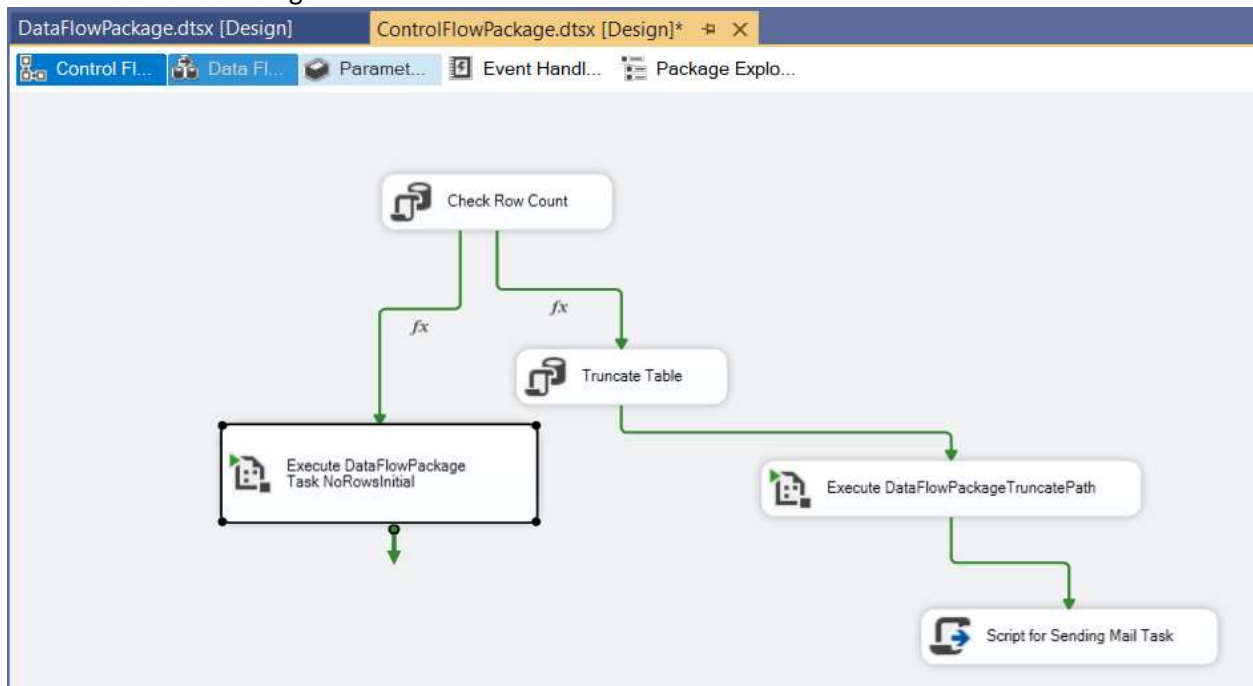 DataFlowPackage.dtsx [Design]
ControlFlowPackage.dtsx [Design]*
Control Fl...
Data Fl...
Paramet...
Event Handl...
Package Explo...
Check Row Count
fx
fx
Truncate Table
Execute DataFlowPackage
Task NoRowsInitial
Execute DataFlowPackageTruncatePath
Script for Sending Mail Task